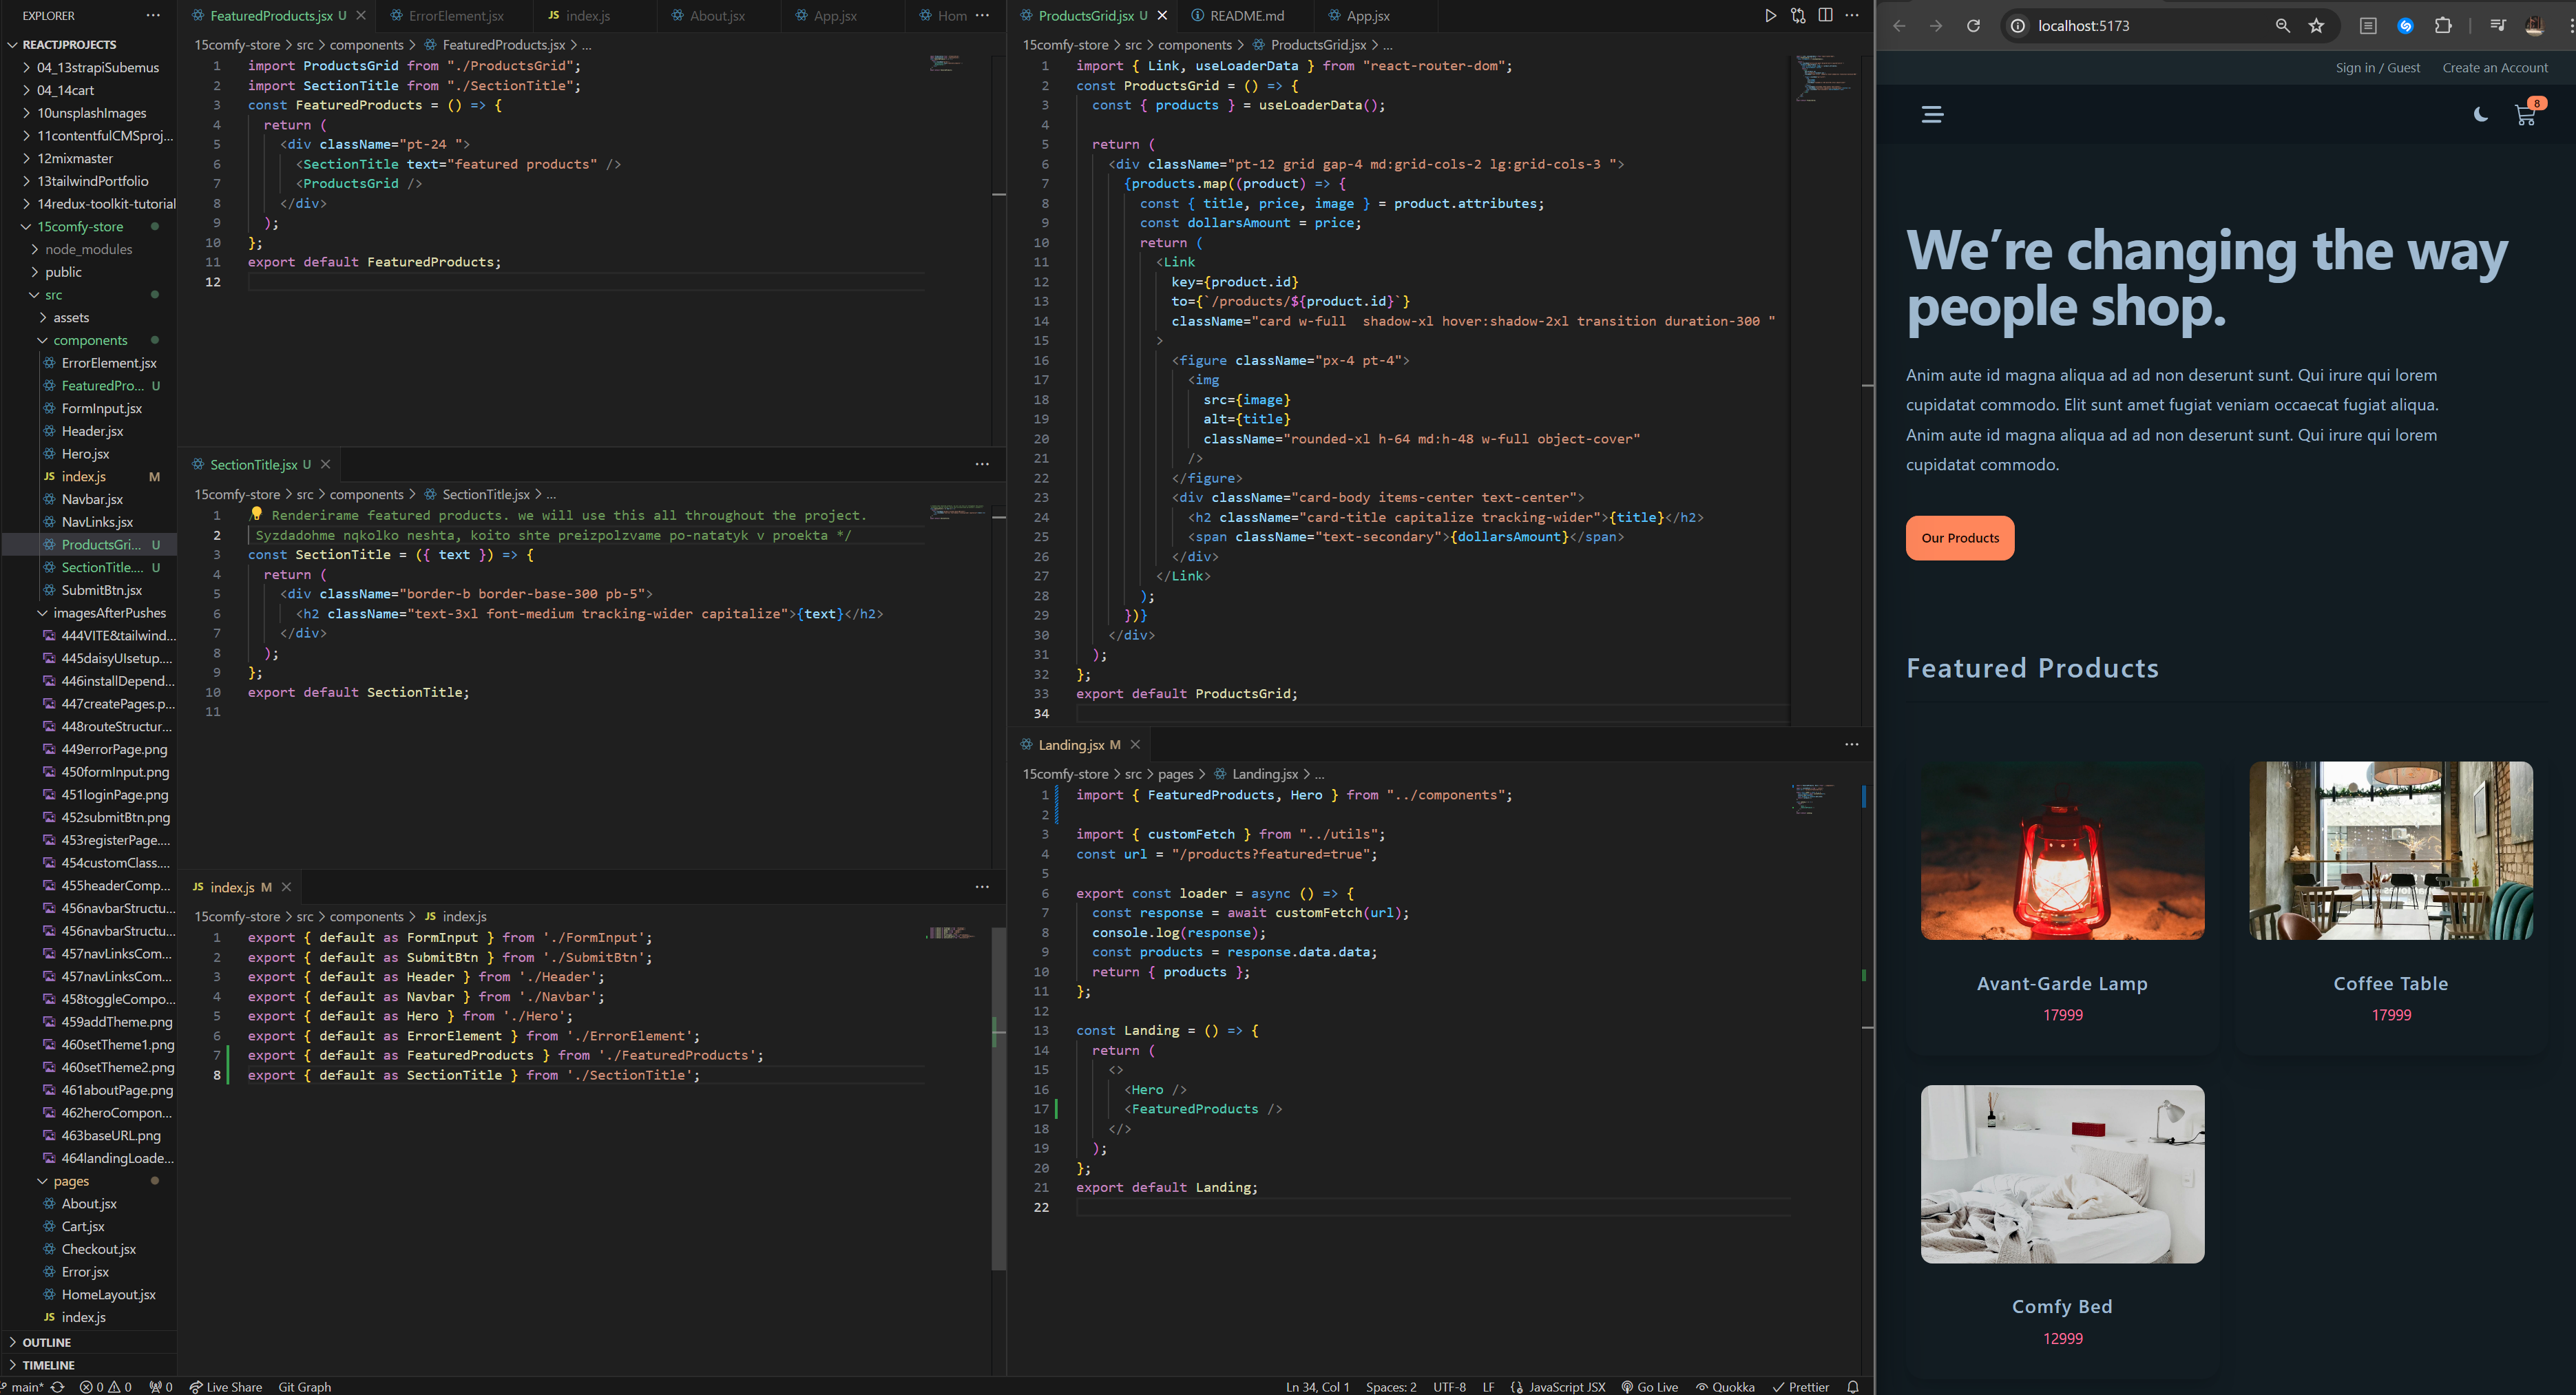 EXPLORER
REACTJPROJECTS
04_13strapiSubemus
04_14cart
10unsplashImages
11contentfulCMSproj...
12mixmaster
13tailwindPortfolio
14redux-toolkit-tutorial
15comfy-store
node_modules
public
src
assets
components
ErrorElement.jsx
FeaturedPro... U
FormInput.jsx
Header.jsx
Hero.jsx
JS index.js M
Navbar.jsx
NavLinks.jsx
ProductsGri... U
SectionTitle.... U
SubmitBtn.jsx
imagesAfterPushes
444VITE&tailwind...
445daisyUIsetup....
446installDepend...
447createPages.p...
448routeStructur...
449errorPage.png
450formInput.png
451loginPage.png
452submitBtn.png
453registerPage....
454customClass....
455headerComp...
456navbarStructu...
456navbarStructu...
457navLinksCom...
457navLinksCom...
458toggleCompo...
459addTheme.png
460setTheme1.png
460setTheme2.png
461aboutPage.png
462heroCompon...
463baseURL.png
464landingLoade...
pages
About.jsx
Cart.jsx
Checkout.jsx
Error.jsx
HomeLayout.jsx
JS index.js
OUTLINE
TIMELINE
FeaturedProducts.jsx U ErrorElement.jsx JS index.js About.jsx App.jsx Hom
15comfy-store > src > components > FeaturedProducts.jsx > ...
1 import ProductsGrid from "./ProductsGrid";
2 import SectionTitle from "./SectionTitle";
3 const FeaturedProducts = () => {
4 return (
5 <div className="pt-24 ">
6 <SectionTitle text="featured products" />
7 <ProductsGrid />
8 </div>
9 );
10 };
11 export default FeaturedProducts;
12
SectionTitle.jsx U
15comfy-store > src > components > SectionTitle.jsx > ...
1 / Renderirame featured products. we will use this all throughout the project.
2 Syzdadohme nqkolko neshta, koito shte preizpolzvame po-natatyk v proekta */
3 const SectionTitle = ({ text }) => {
4 return (
5 <div className="border-b border-base-300 pb-5">
6 <h2 className="text-3xl font-medium tracking-wider capitalize">{text}</h2>
7 </div>
8 );
9 };
10 export default SectionTitle;
11
JS index.js M
15comfy-store > src > components > JS index.js
1 export { default as FormInput } from './FormInput';
2 export { default as SubmitBtn } from './SubmitBtn';
3 export { default as Header } from './Header';
4 export { default as Navbar } from './Navbar';
5 export { default as Hero } from './Hero';
6 export { default as ErrorElement } from './ErrorElement';
7 export { default as FeaturedProducts } from './FeaturedProducts';
8 export { default as SectionTitle } from './SectionTitle';
ProductsGrid.jsx U README.md App.jsx
15comfy-store > src > components > ProductsGrid.jsx > ...
1 import { Link, useLoaderData } from "react-router-dom";
2 const ProductsGrid = () => {
3 const { products } = useLoaderData();
4
5 return (
6 <div className="pt-12 grid gap-4 md:grid-cols-2 lg:grid-cols-3 ">
7 {products.map((product) => {
8 const { title, price, image } = product.attributes;
9 const dollarsAmount = price;
10 return (
11 <Link
12 key={product.id}
13 to={`/products/${product.id}`}
14 className="card w-full  shadow-xl hover:shadow-2xl transition duration-300 "
15 >
16 <figure className="px-4 pt-4">
17 <img
18 src={image}
19 alt={title}
20 className="rounded-xl h-64 md:h-48 w-full object-cover"
21 />
22 </figure>
23 <div className="card-body items-center text-center">
24 <h2 className="card-title capitalize tracking-wider">{title}</h2>
25 <span className="text-secondary">{dollarsAmount}</span>
26 </div>
27 </Link>
28 );
29 })}
30 </div>
31 );
32 };
33 export default ProductsGrid;
34
Landing.jsx M
15comfy-store > src > pages > Landing.jsx > ...
1 import { FeaturedProducts, Hero } from "../components";
2
3 import { customFetch } from "../utils";
4 const url = "/products?featured=true";
5
6 export const loader = async () => {
7 const response = await customFetch(url);
8 console.log(response);
9 const products = response.data.data;
10 return { products };
11 };
12
13 const Landing = () => {
14 return (
15 <>
16 <Hero />
17 <FeaturedProducts />
18 </>
19 );
20 };
21 export default Landing;
22
main* 0 0 0 Live Share Git Graph
Ln 34, Col 1 Spaces: 2 UTF-8 LF JavaScript JSX Go Live Quokka Prettier
localhost:5173
Sign in / Guest Create an Account
8
We're changing the way
people shop.
Anim aute id magna aliqua ad ad non deserunt sunt. Qui irure qui lorem
cupidatat commodo. Elit sunt amet fugiat veniam occaecat fugiat aliqua.
Anim aute id magna aliqua ad ad non deserunt sunt. Qui irure qui lorem
cupidatat commodo.
Our Products
Featured Products
Avant-Garde Lamp
17999
Coffee Table
17999
Comfy Bed
12999